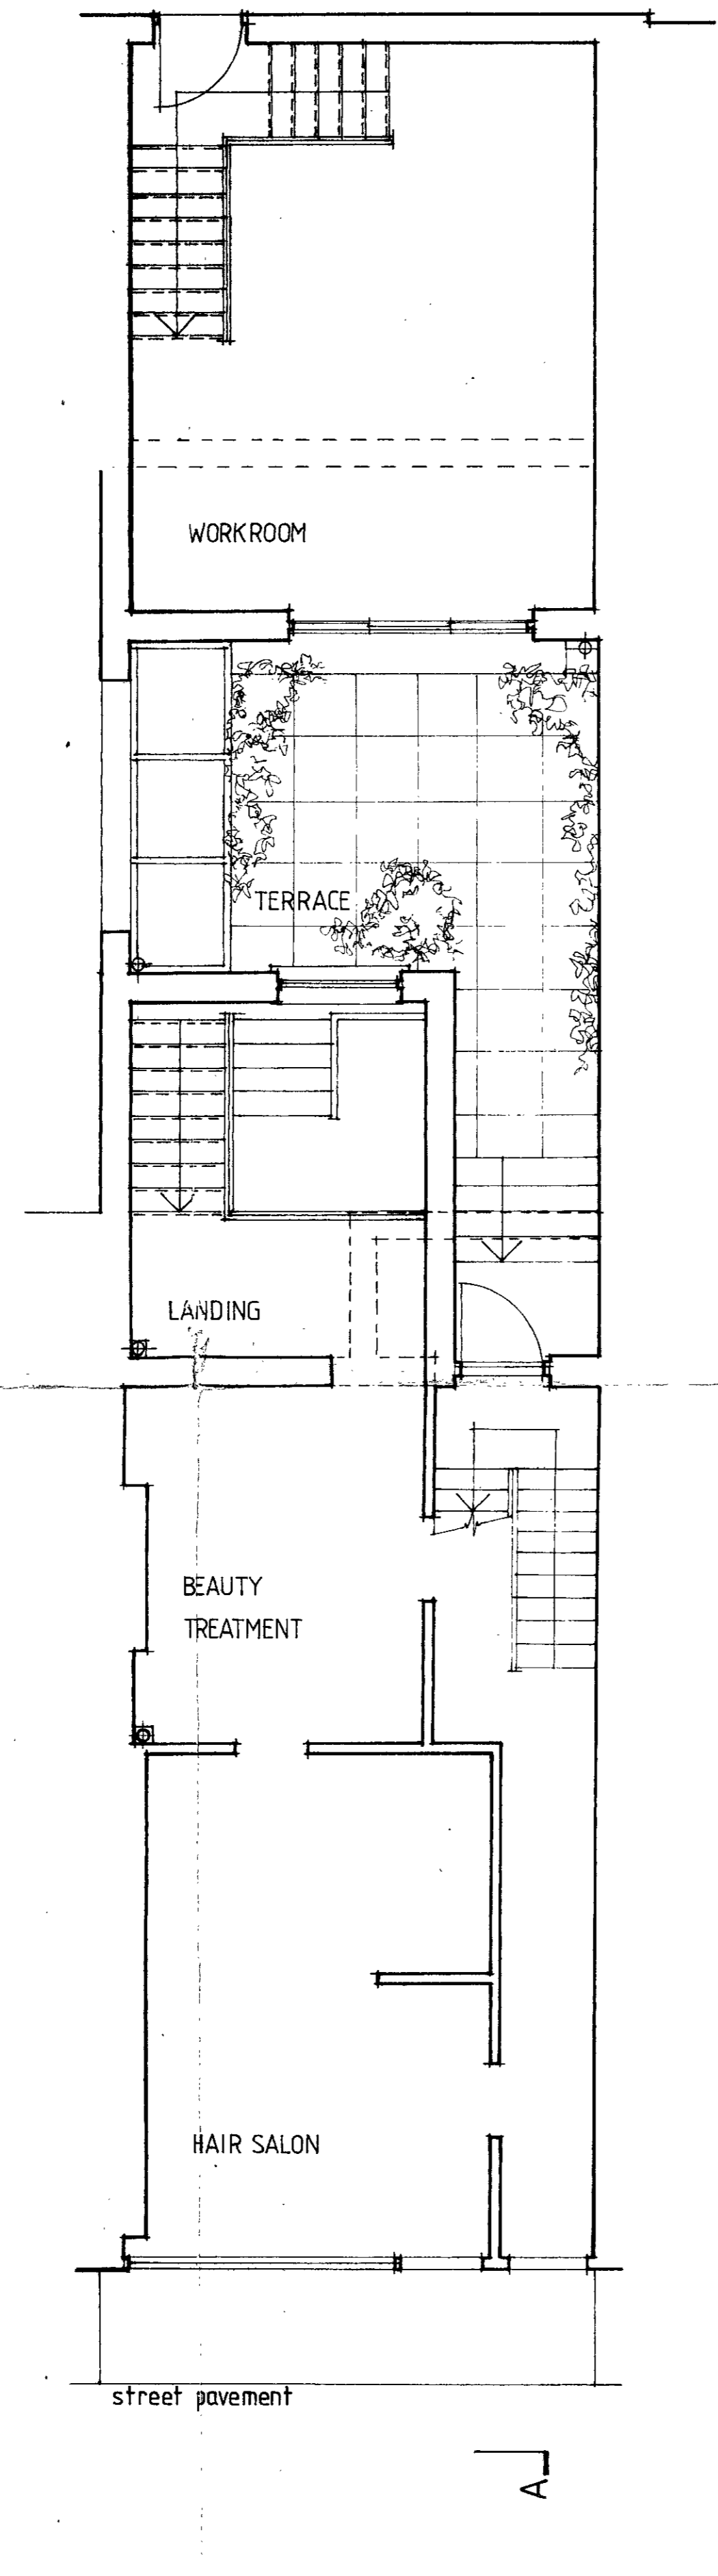 WORKROOM
TERRACE
LANDING
BEAUTY
TREATMENT
HAIR SALON
street pavement
A